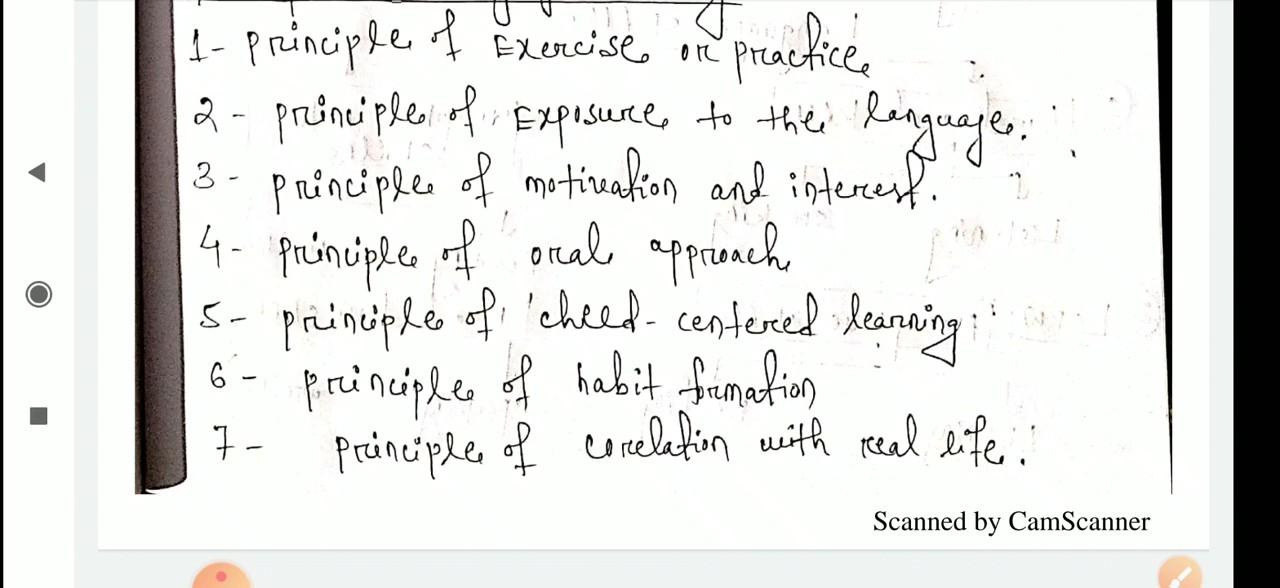 1- principle of Exercise or practice
2- principle of Exposure to the language.
3- principle of motivation and interest.
4- principle of oral approach
5- principle of cheed-centered learning
6- principle of habit formation
7- principle of corelation with real life.
Scanned by CamScanner